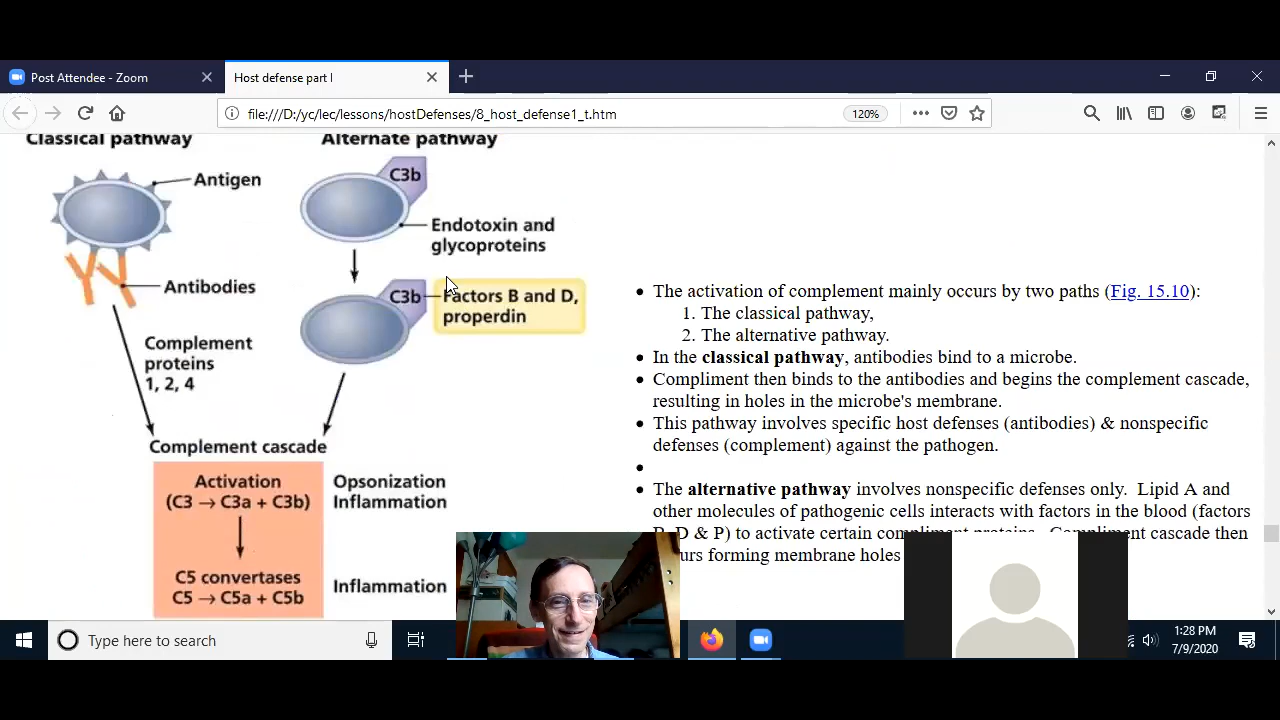 Post Attendee - Zoom
Host defense part I
file:///D:/yc/lec/lessons/hostDefenses/8_host_defense1_t.htm
120%
Classical pathway
Alternate pathway
C3b
Antigen
Endotoxin and
glycoproteins
Antibodies
C3b
Factors B and D,
properdin
Complement
proteins
1, 2, 4
Complement cascade
Activation
(C3 → C3a + C3b)
Opsonization
Inflammation
C5 convertases
C5 → C5a + C5b
Inflammation
• The activation of complement mainly occurs by two paths (Fig. 15.10):
1. The classical pathway,
2. The alternative pathway.
• In the classical pathway, antibodies bind to a microbe.
• Compliment then binds to the antibodies and begins the complement cascade,
resulting in holes in the microbe's membrane.
• This pathway involves specific host defenses (antibodies) & nonspecific
defenses (complement) against the pathogen.
•
• The alternative pathway involves nonspecific defenses only. Lipid A and
other molecules of pathogenic cells interacts with factors in the blood (factors
D & P) to activate certain compliment proteins. Compliment cascade then
forming membrane holes
Type here to search
1:28 PM
7/9/2020